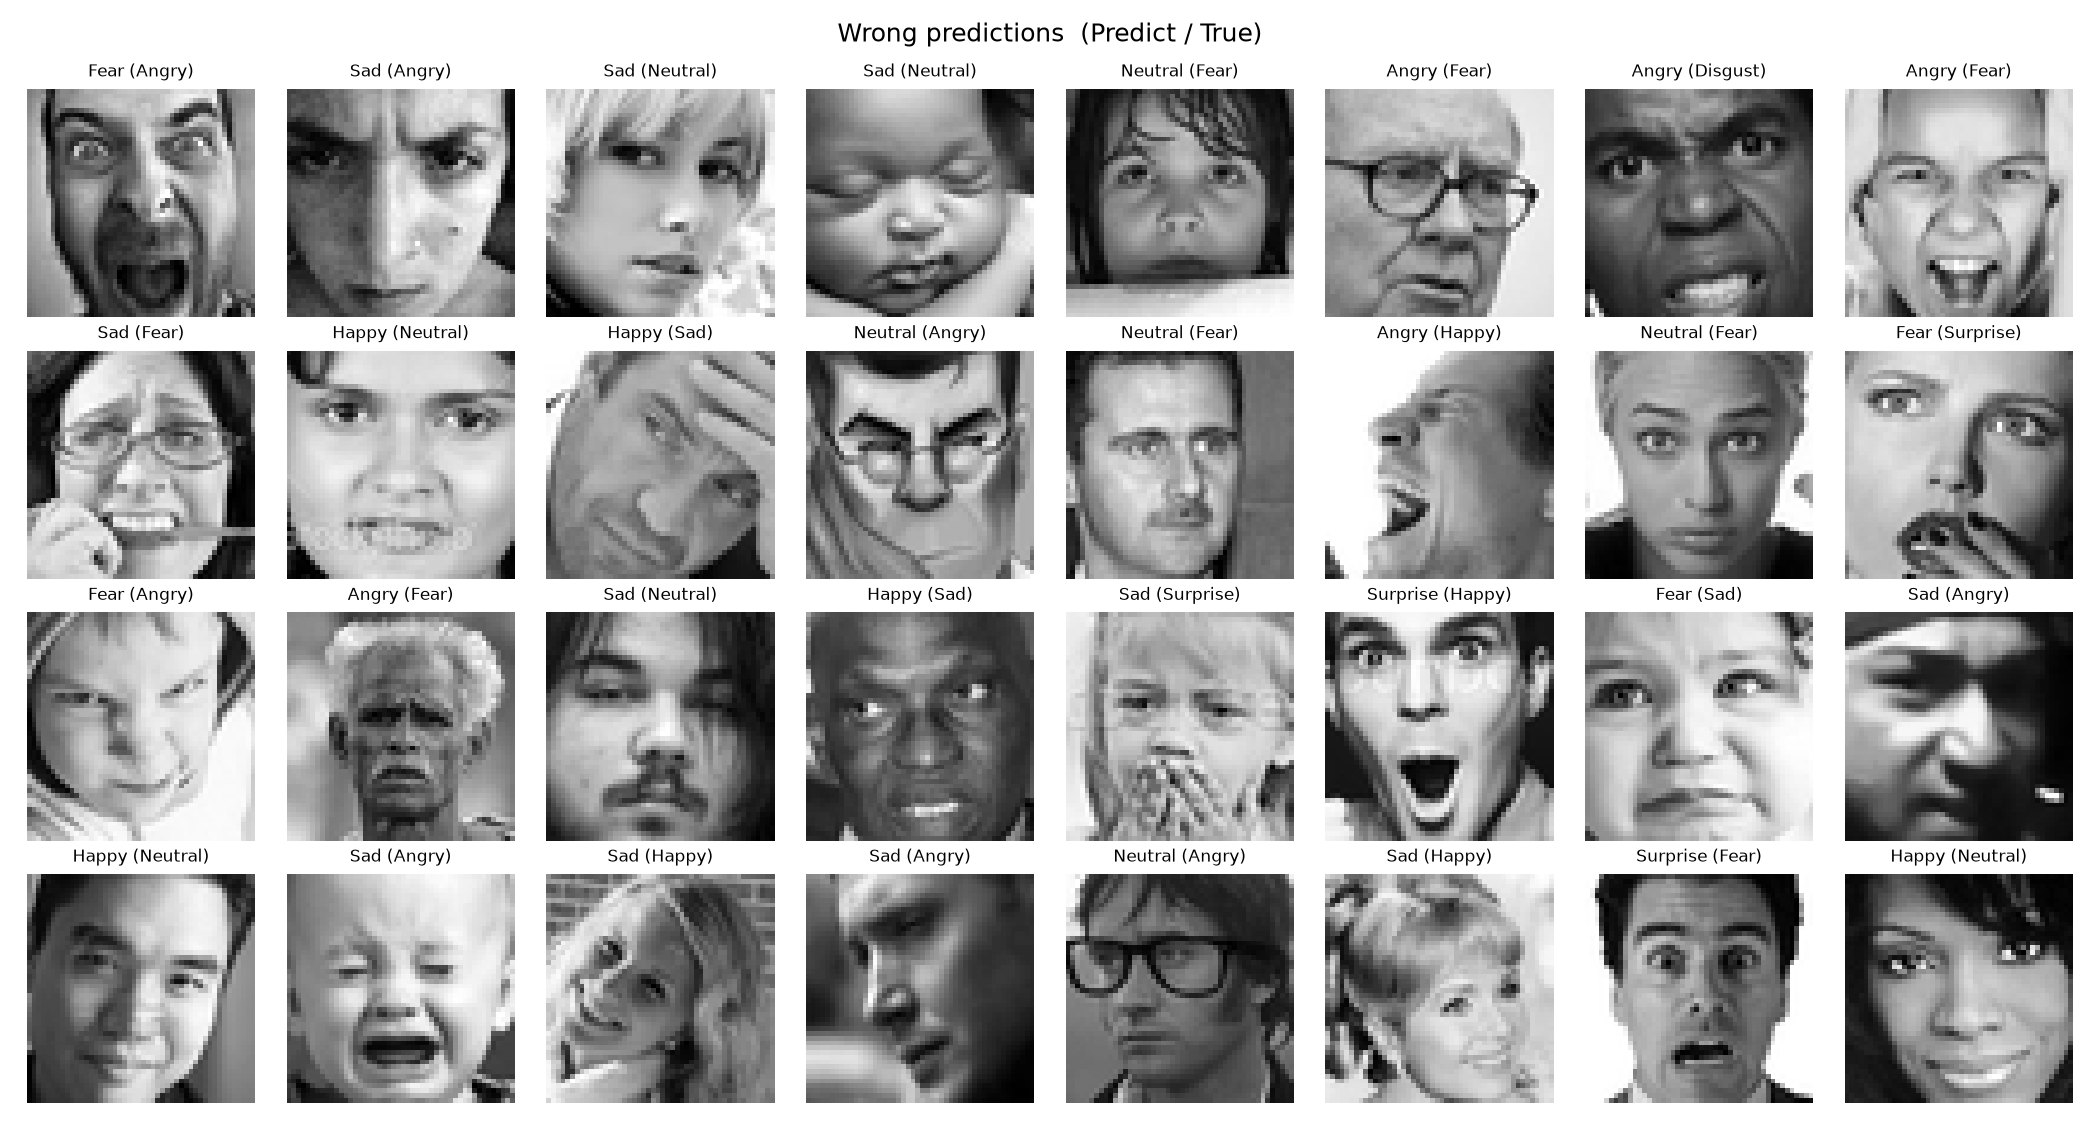 Wrong predictions  (Predict / True)
Fear (Angry) Sad (Angry) Sad (Neutral) Sad (Neutral) Neutral (Fear) Angry (Fear) Angry (Disgust) Angry (Fear)
Sad (Fear) Happy (Neutral) Happy (Sad) Neutral (Angry) Neutral (Fear) Angry (Happy) Neutral (Fear) Fear (Surprise)
Fear (Angry) Angry (Fear) Sad (Neutral) Happy (Sad) Sad (Surprise) Surprise (Happy) Fear (Sad) Sad (Angry)
Happy (Neutral) Sad (Angry) Sad (Happy) Sad (Angry) Neutral (Angry) Sad (Happy) Surprise (Fear) Happy (Neutral)